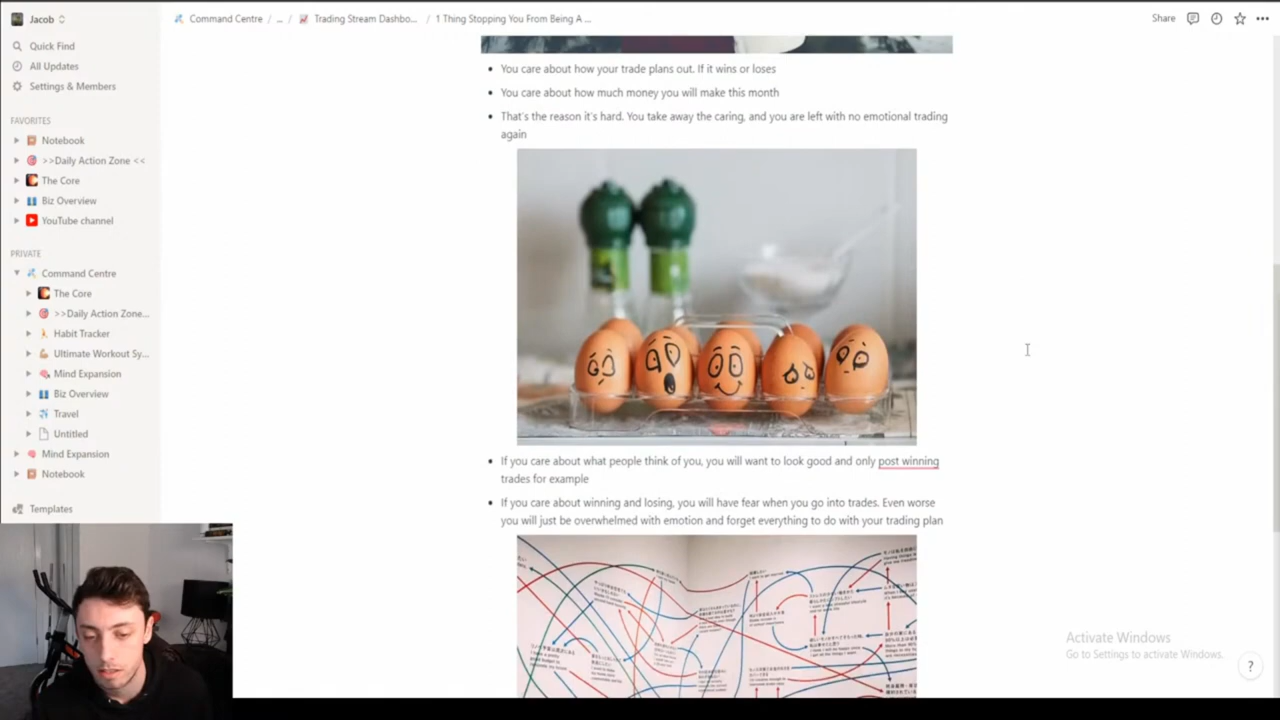 Jacob
Command Centre / ... / Trading Stream Dashbo... / 1 Thing Stopping You From Being A ...
Share
Quick Find
All Updates
Settings & Members
FAVORITES
Notebook
>>Daily Action Zone <<
The Core
Biz Overview
YouTube channel
PRIVATE
Command Centre
The Core
>>Daily Action Zone...
Habit Tracker
Ultimate Workout Sy...
Mind Expansion
Biz Overview
Travel
Untitled
Mind Expansion
Notebook
Templates
You care about how your trade plans out. If it wins or loses
You care about how much money you will make this month
That's the reason it's hard. You take away the caring, and you are left with no emotional trading
again
If you care about what people think of you, you will want to look good and only post winning
trades for example
If you care about winning and losing, you will have fear when you go into trades. Even worse
you will just be overwhelmed with emotion and forget everything to do with your trading plan
Activate Windows
Go to Settings to activate Windows.
?